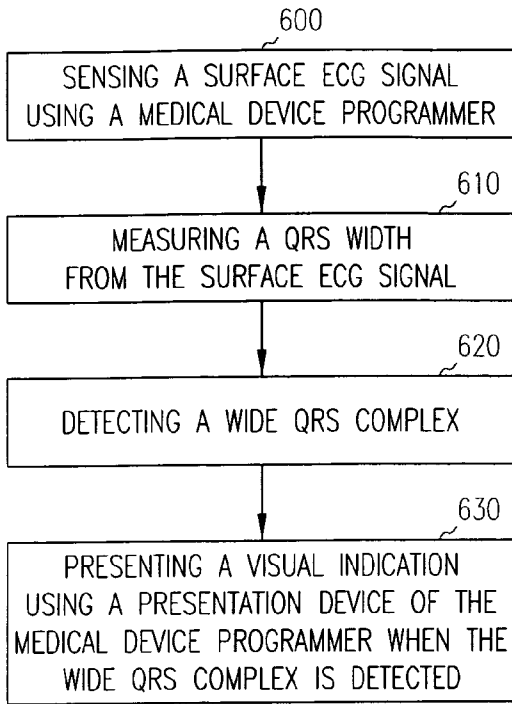 600
SENSING A SURFACE ECG SIGNAL
USING A MEDICAL DEVICE PROGRAMMER
610
MEASURING A QRS WIDTH
FROM THE SURFACE ECG SIGNAL
620
DETECTING A WIDE QRS COMPLEX
630
PRESENTING A VISUAL INDICATION
USING A PRESENTATION DEVICE OF THE
MEDICAL DEVICE PROGRAMMER WHEN THE
WIDE QRS COMPLEX IS DETECTED